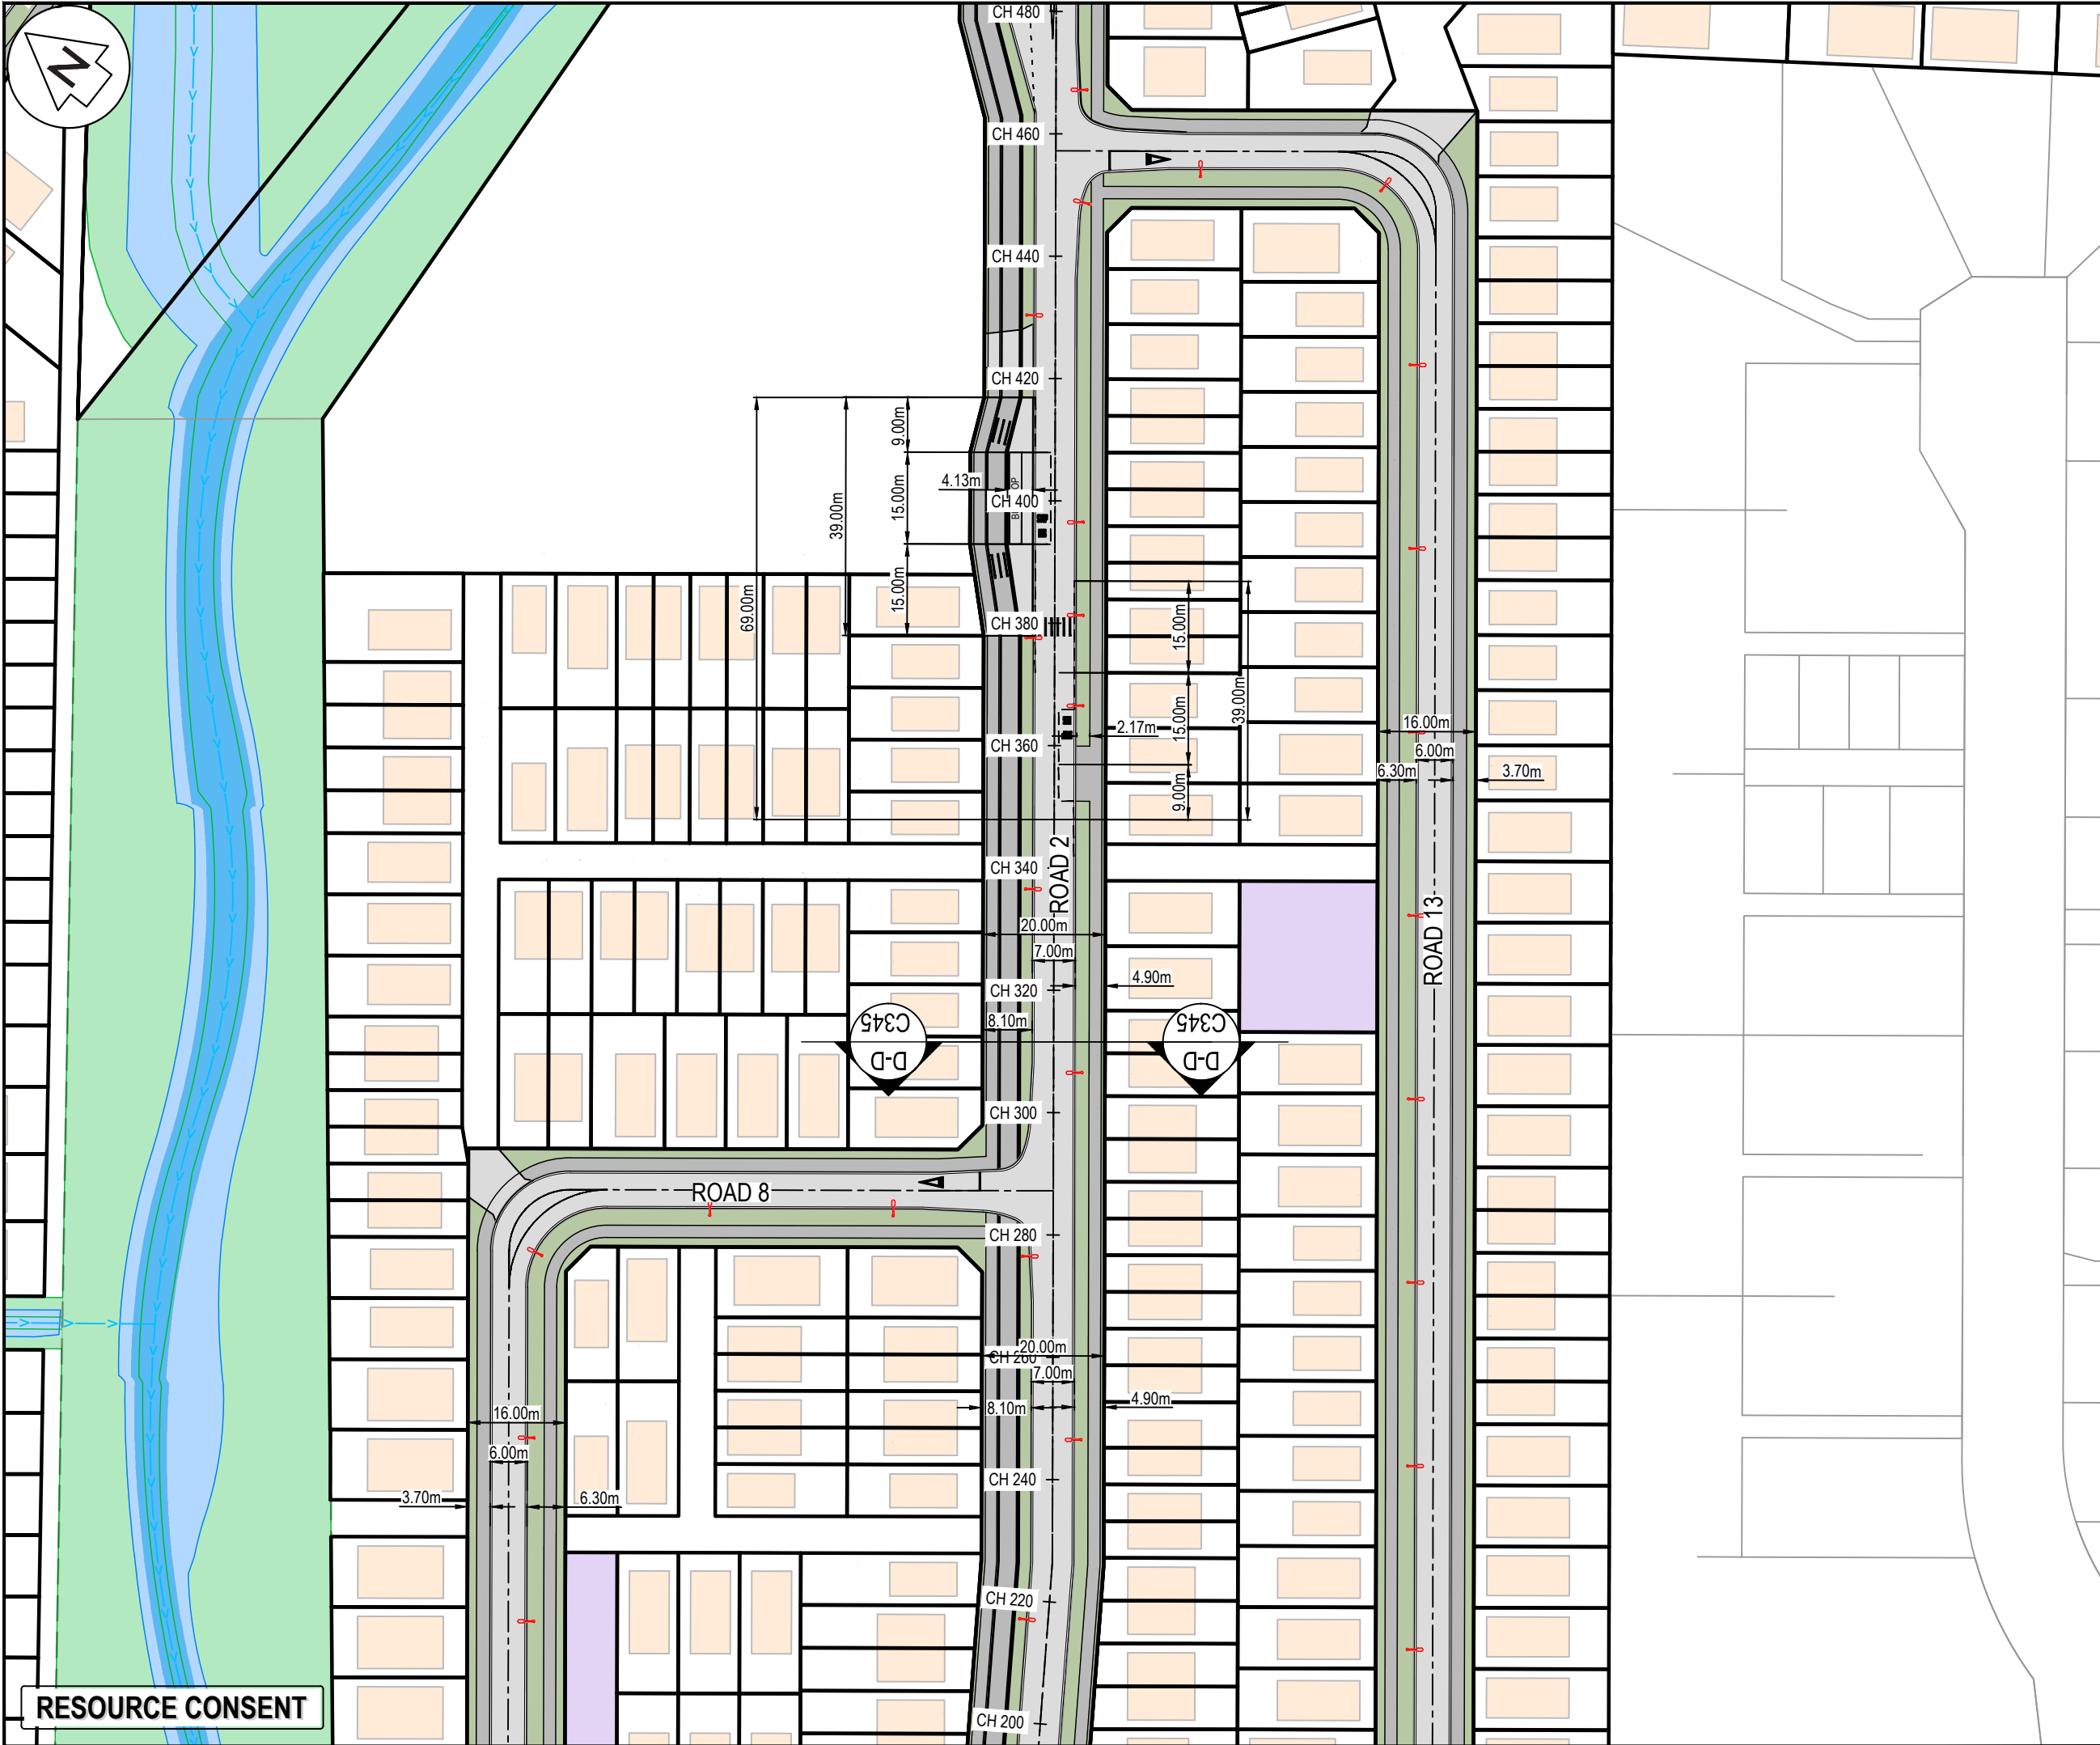 N
CH 480
CH 460
CH 440
CH 420
9.00m
4.13m
15.00m
39.00m
CH 400
15.00m
69.00m
CH 380
15.00m
39.00m
15.00m
2.17m
16.00m
CH 360
6.00m
6.30m
3.70m
9.00m
CH 340
ROAD 2
ROAD 13
20.00m
7.00m
4.90m
CH 320
8.10m
C345
D-D
C345
D-D
CH 300
ROAD 8
CH 280
20.00m
CH 260
7.00m
16.00m
8.10m
4.90m
6.00m
CH 240
3.70m
6.30m
CH 220
RESOURCE CONSENT
CH 200